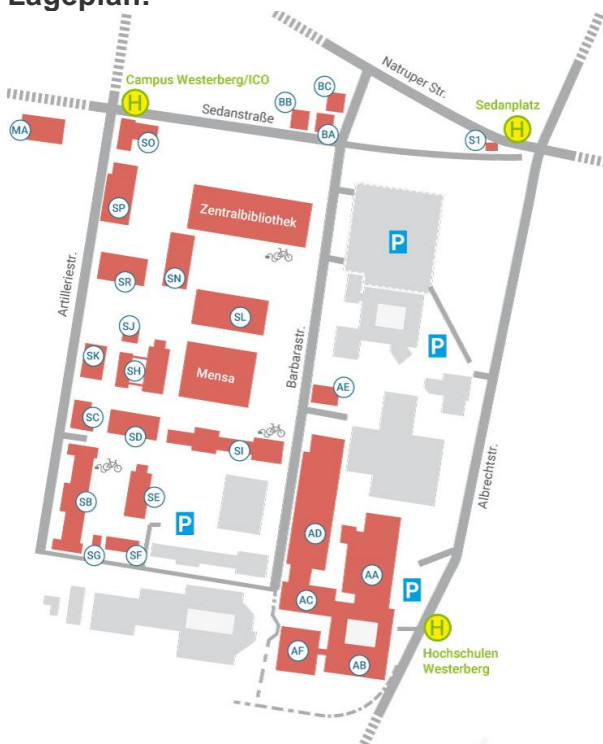 Lageplan:
Natruper Str.
Campus Westerberg/ICO
H
BC
BB
BA
Sedanstraße
Sedanplatz
H
S1
MA
SO
SP
Zentralbibliothek
P
SR
SN
SL
Artilleriestr.
SJ
SK
SH
Mensa
Barbarastr.
P
AE
SC
SD
SI
Albrechtstr.
SB
SE
P
AD
SG
SF
AA
P
AC
H
Hochschulen
Westerberg
AF
AB